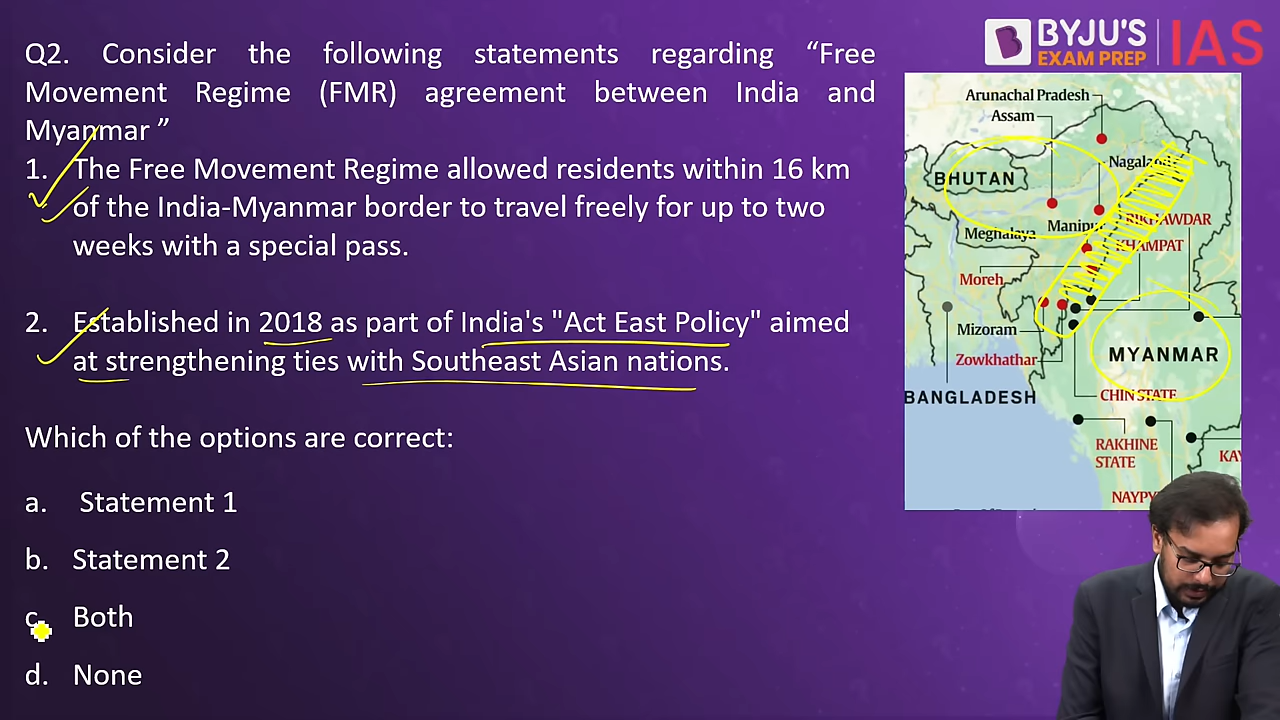 BYJU'S
EXAM PREP
IAS
Q2. Consider the following statements regarding “Free
Movement Regime (FMR) agreement between India and
Myanmar ”
1. The Free Movement Regime allowed residents within 16 km
of the India-Myanmar border to travel freely for up to two
weeks with a special pass.
2. Established in 2018 as part of India's "Act East Policy" aimed
at strengthening ties with Southeast Asian nations.
Which of the options are correct:
a. Statement 1
b. Statement 2
c. Both
d. None
Arunachal Pradesh
Assam
Nagaland
BHUTAN
RIKHAWDAR
Meghalaya
Manipur
KHAMPAT
Moreh
Mizoram
MYANMAR
Zowkhathar
BANGLADESH
CHIN STATE
RAKHINE
STATE